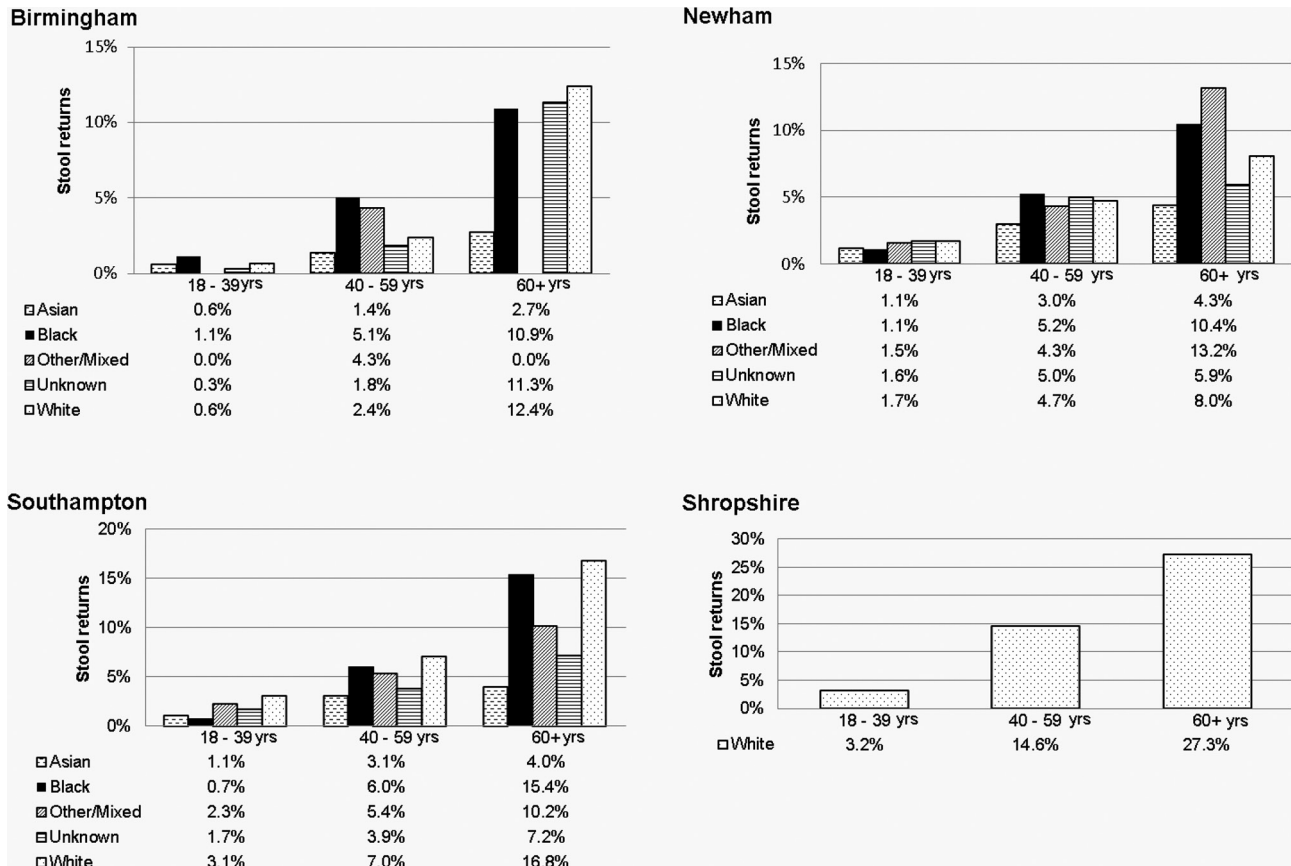 Birmingham
Stool returns
15%
10%
5%
0%
18 - 39 yrs 40 - 59 yrs 60+ yrs
Asian 0.6% 1.4% 2.7%
Black 1.1% 5.1% 10.9%
Other/Mixed 0.0% 4.3% 0.0%
Unknown 0.3% 1.8% 11.3%
White 0.6% 2.4% 12.4%
Newham
Stool returns
15%
10%
5%
0%
18 - 39 yrs 40 - 59 yrs 60+ yrs
Asian 1.1% 3.0% 4.3%
Black 1.1% 5.2% 10.4%
Other/Mixed 1.5% 4.3% 13.2%
Unknown 1.6% 5.0% 5.9%
White 1.7% 4.7% 8.0%
Southampton
Stool returns
20%
15%
10%
5%
0%
18 - 39 yrs 40 - 59 yrs 60+ yrs
Asian 1.1% 3.1% 4.0%
Black 0.7% 6.0% 15.4%
Other/Mixed 2.3% 5.4% 10.2%
Unknown 1.7% 3.9% 7.2%
White 3.1% 7.0% 16.8%
Shropshire
Stool returns
30%
25%
20%
15%
10%
5%
0%
18 - 39 yrs 40 - 59 yrs 60+ yrs
White 3.2% 14.6% 27.3%